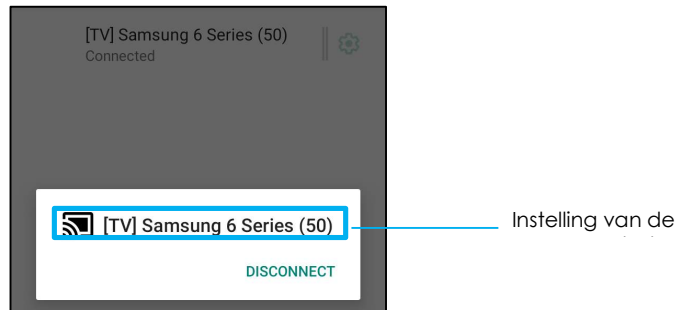 [TV] Samsung 6 Series (50)
Connected
[TV] Samsung 6 Series (50)
DISCONNECT
Instelling van de